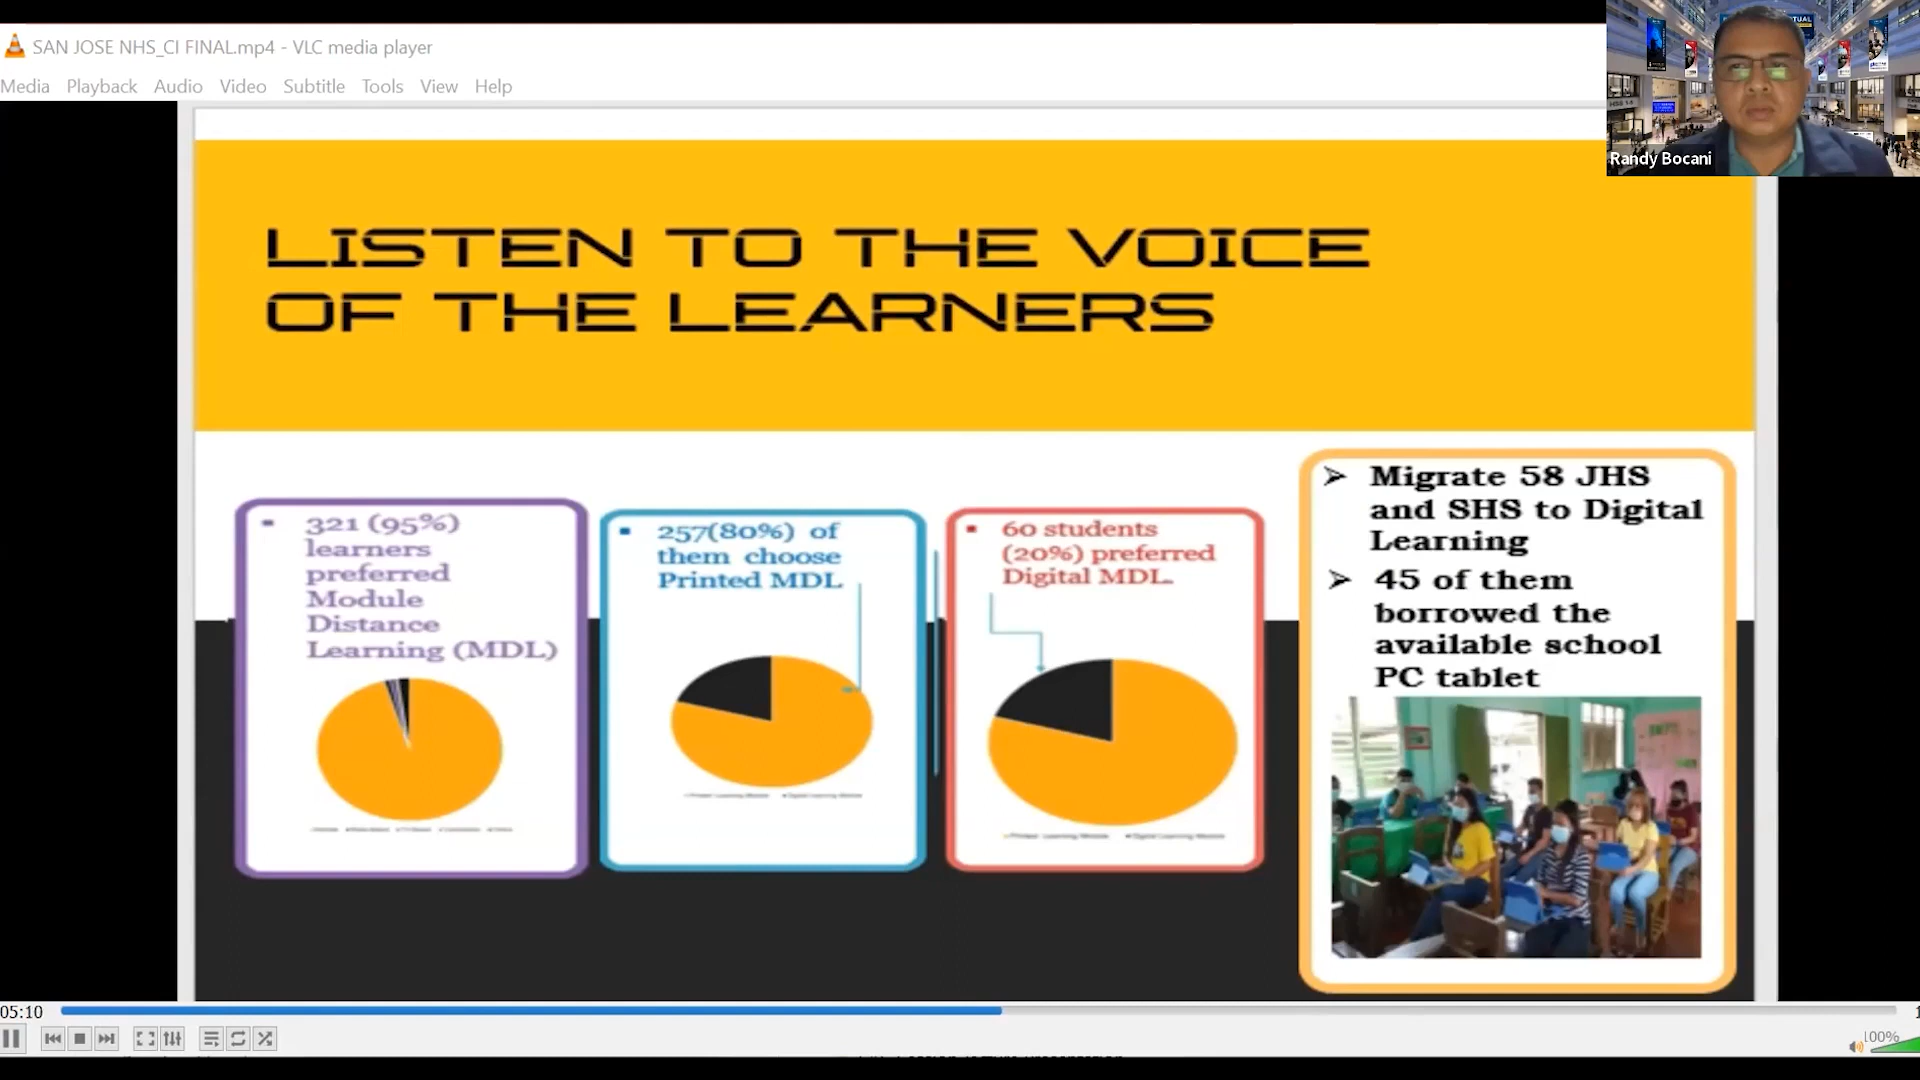 SAN JOSE NHS_CI FINAL.mp4 - VLC media player
Media Playback Audio Video Subtitle Tools View Help
Randy Bocani
LISTEN TO THE VOICE
OF THE LEARNERS
321 (95%)
learners
preferred
Module
Distance
Learning (MDL)
257(80%) of
them choose
Printed MDL
60 students
(20%) preferred
Digital MDL.
Migrate 58 JHS
and SHS to Digital
Learning
45 of them
borrowed the
available school
PC tablet
05:10
100%